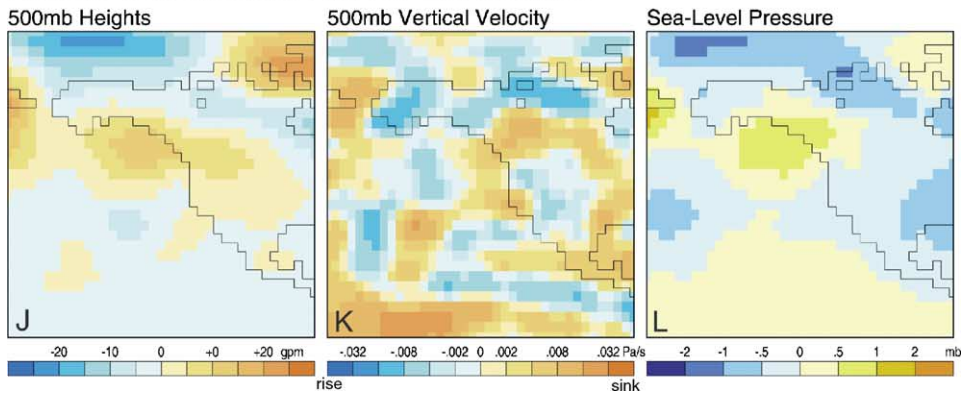 500mb Heights
500mb Vertical Velocity
Sea-Level Pressure
J
K
L
-20 -10 0 +0 +20 gpm
-.032 -.008 -.002 0 .002 .008 .032 Pa/s
-2 -1 -.5 0 .5 1 2 mb
rise
sink